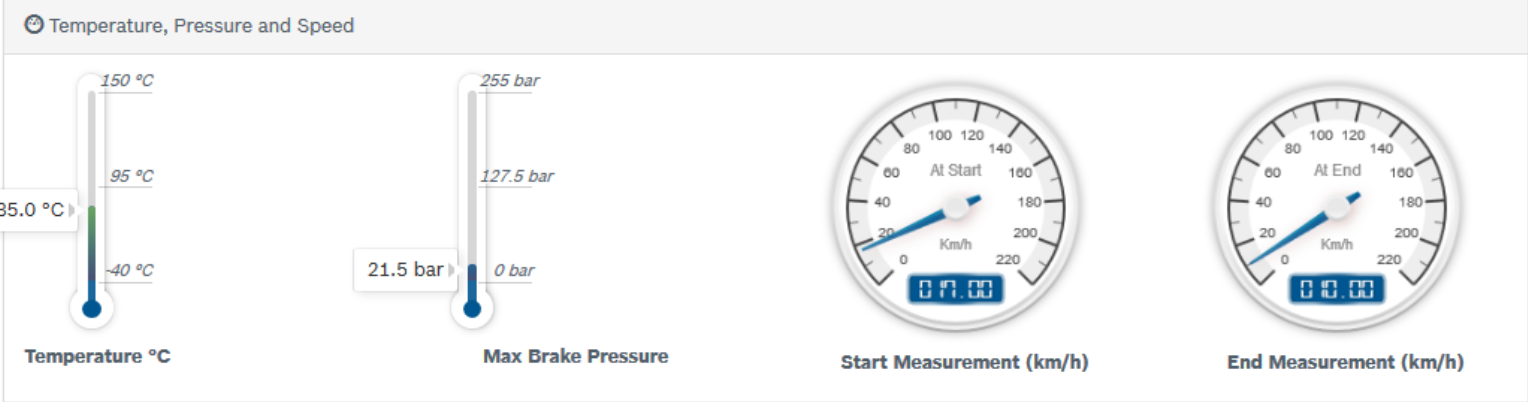 Temperature, Pressure and Speed
150 °C
95 °C
-40 °C
35.0 °C
Temperature °C
255 bar
127.5 bar
0 bar
21.5 bar
Max Brake Pressure
0
20
40
60
80
100
120
140
160
180
200
220
At Start
Km/h
017.00
Start Measurement (km/h)
0
20
40
60
80
100
120
140
160
180
200
220
At End
Km/h
010.00
End Measurement (km/h)